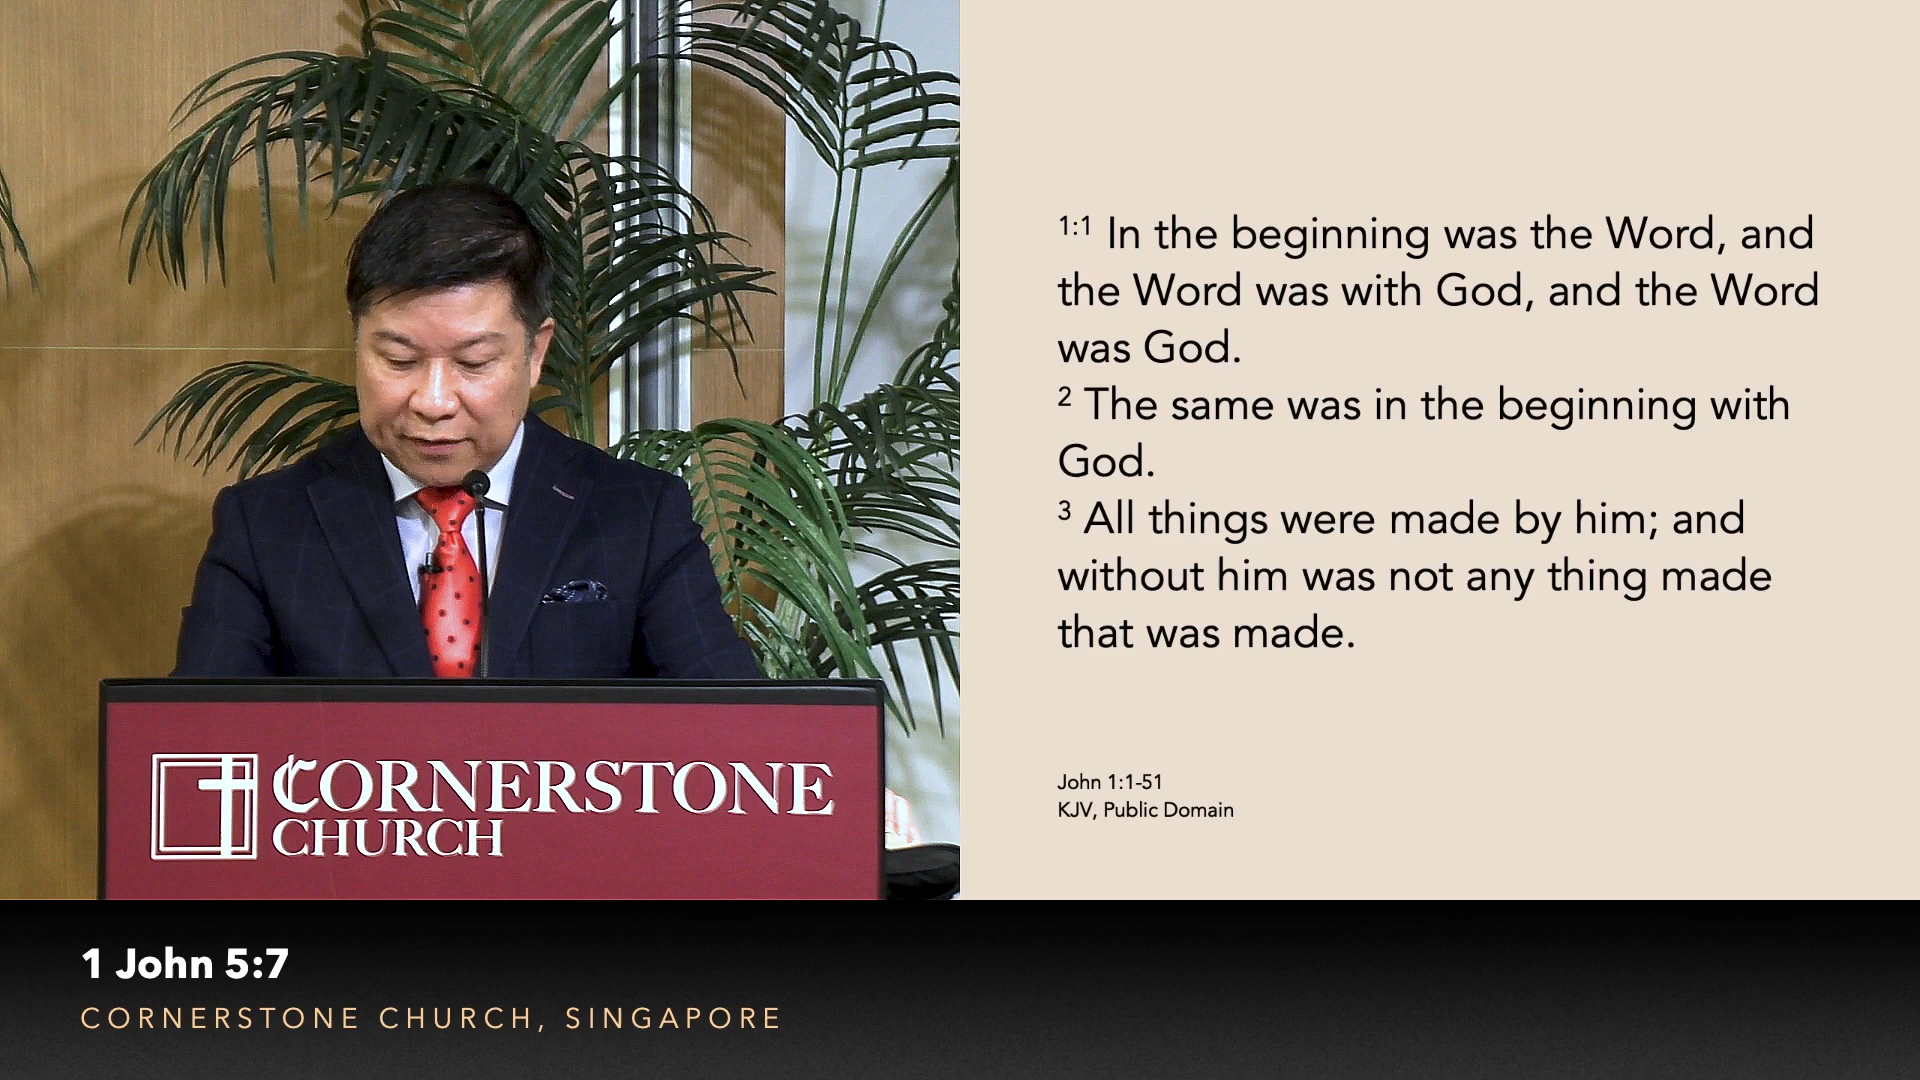 CORNERSTONE
CHURCH
1:1 In the beginning was the Word, and
the Word was with God, and the Word
was God.
2 The same was in the beginning with
God.
3 All things were made by him; and
without him was not any thing made
that was made.
John 1:1-51
KJV, Public Domain
1 John 5:7
CORNERSTONE CHURCH, SINGAPORE